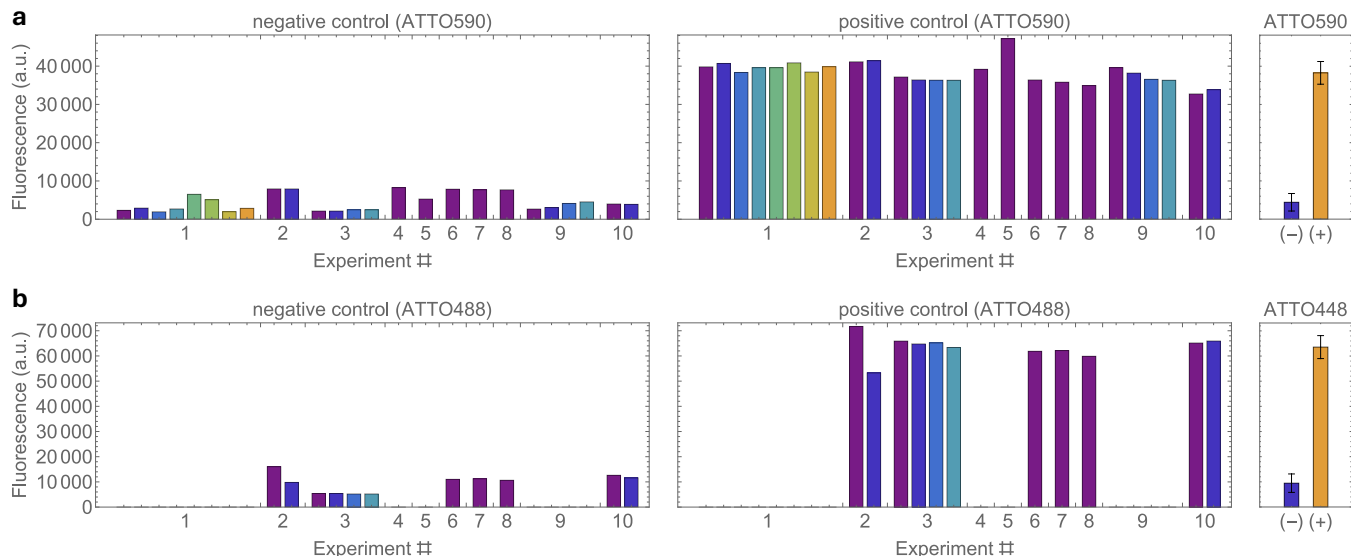 a
negative control (ATTO590)
positive control (ATTO590)
ATTO590
Fluorescence (a.u.)
40 000
30 000
20 000
10 000
0
1 2 3 4 5 6 7 8 9 10
Experiment #
1 2 3 4 5 6 7 8 9 10
Experiment #
(−) (+)
b
negative control (ATTO488)
positive control (ATTO488)
ATTO448
Fluorescence (a.u.)
70 000
60 000
50 000
40 000
30 000
20 000
10 000
0
1 2 3 4 5 6 7 8 9 10
Experiment #
1 2 3 4 5 6 7 8 9 10
Experiment #
(−) (+)